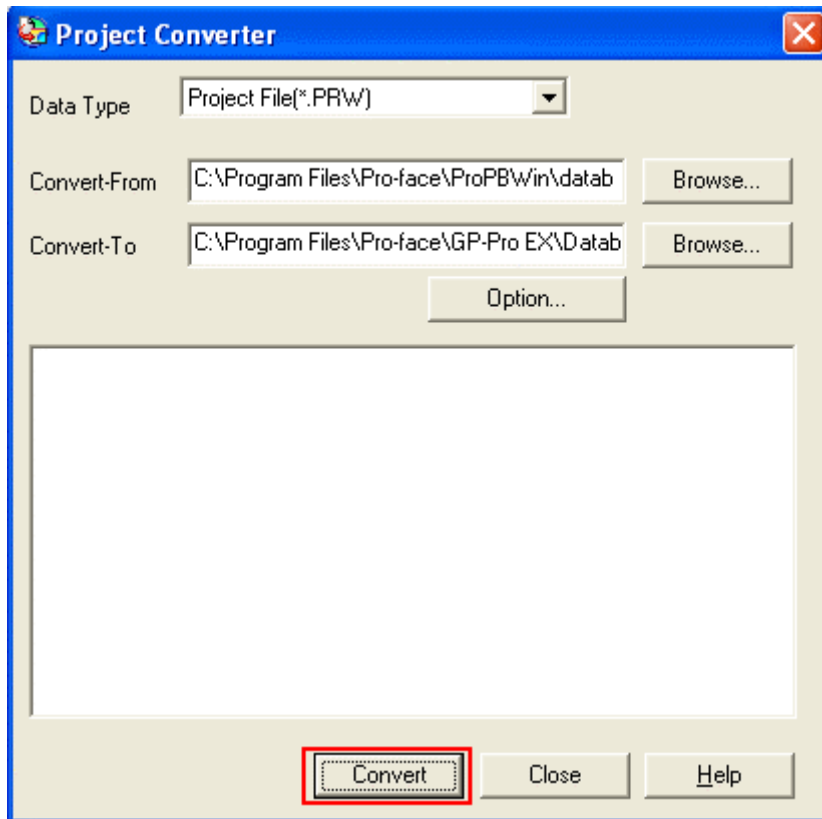 Project Converter
Data Type Project File(*.PRW)
Convert-From C:\Program Files\Pro-face\ProPBWin\datab Browse...
Convert-To C:\Program Files\Pro-face\GP-Pro EX\Datab Browse...
Option...
Convert Close Help